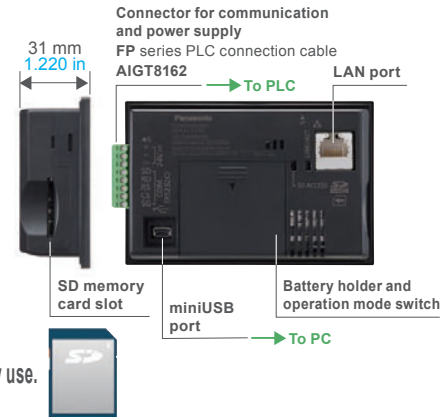 Connector for communication
and power supply
FP series PLC connection cable
AIGT8162
To PLC
LAN port
31 mm
1.220 in
Panasonic
SD ACCESS
SD memory
card slot
miniUSB
port
To PC
Battery holder and
operation mode switch
use.
SD